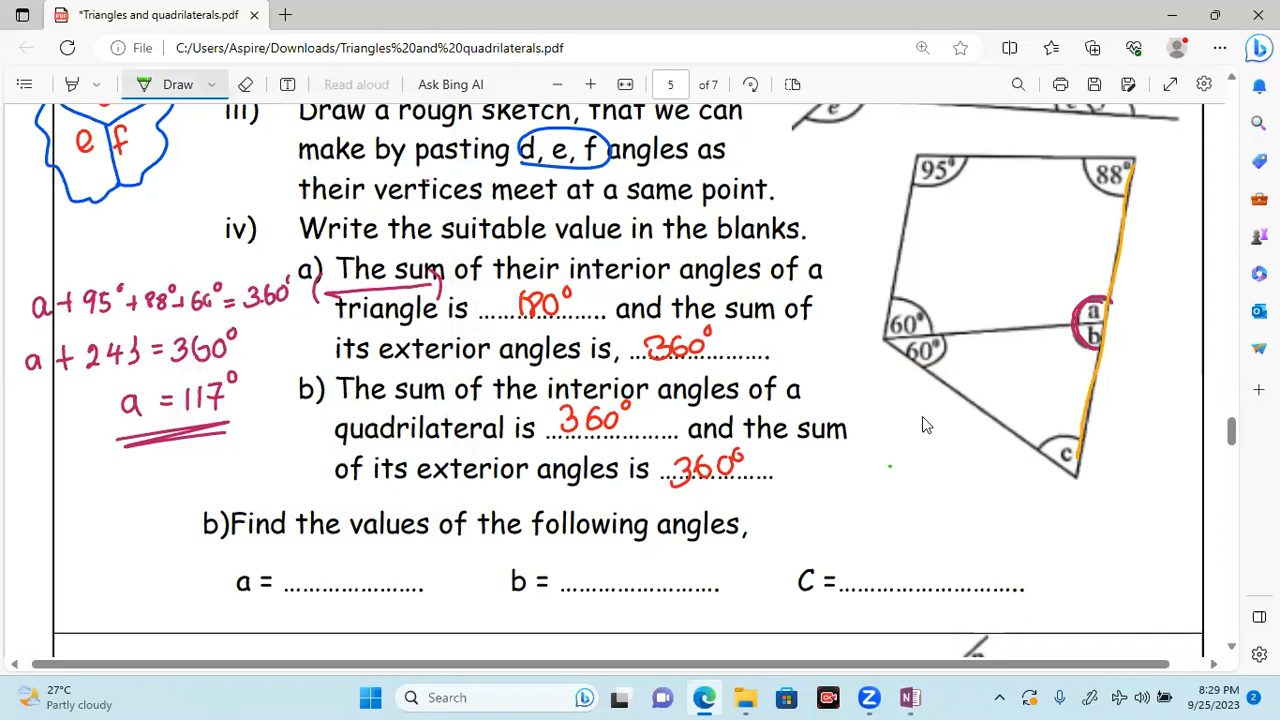 *Triangles and quadrilaterals.pdf
File C:/Users/Aspire/Downloads/Triangles%20and%20quadrilaterals.pdf
Draw Read aloud Ask Bing AI 5 of 7
e f
iii) Draw a rough sketch, that we can
make by pasting d, e, f angles as
their vertices meet at a same point.
iv) Write the suitable value in the blanks.
a) The sum of their interior angles of a
triangle is ......180°...... and the sum of
its exterior angles is, ...360°...........
b) The sum of the interior angles of a
quadrilateral is ...360°........ and the sum
of its exterior angles is ...360°......
a + 95° + 88° + 60° = 360°
a + 243 = 360°
a = 117°
e
95° 88°
60° a
60° b
c
b)Find the values of the following angles,
a = ..................... b = ..................... C =............................
27°C
Partly cloudy
Search
8:29 PM
9/25/2023
2